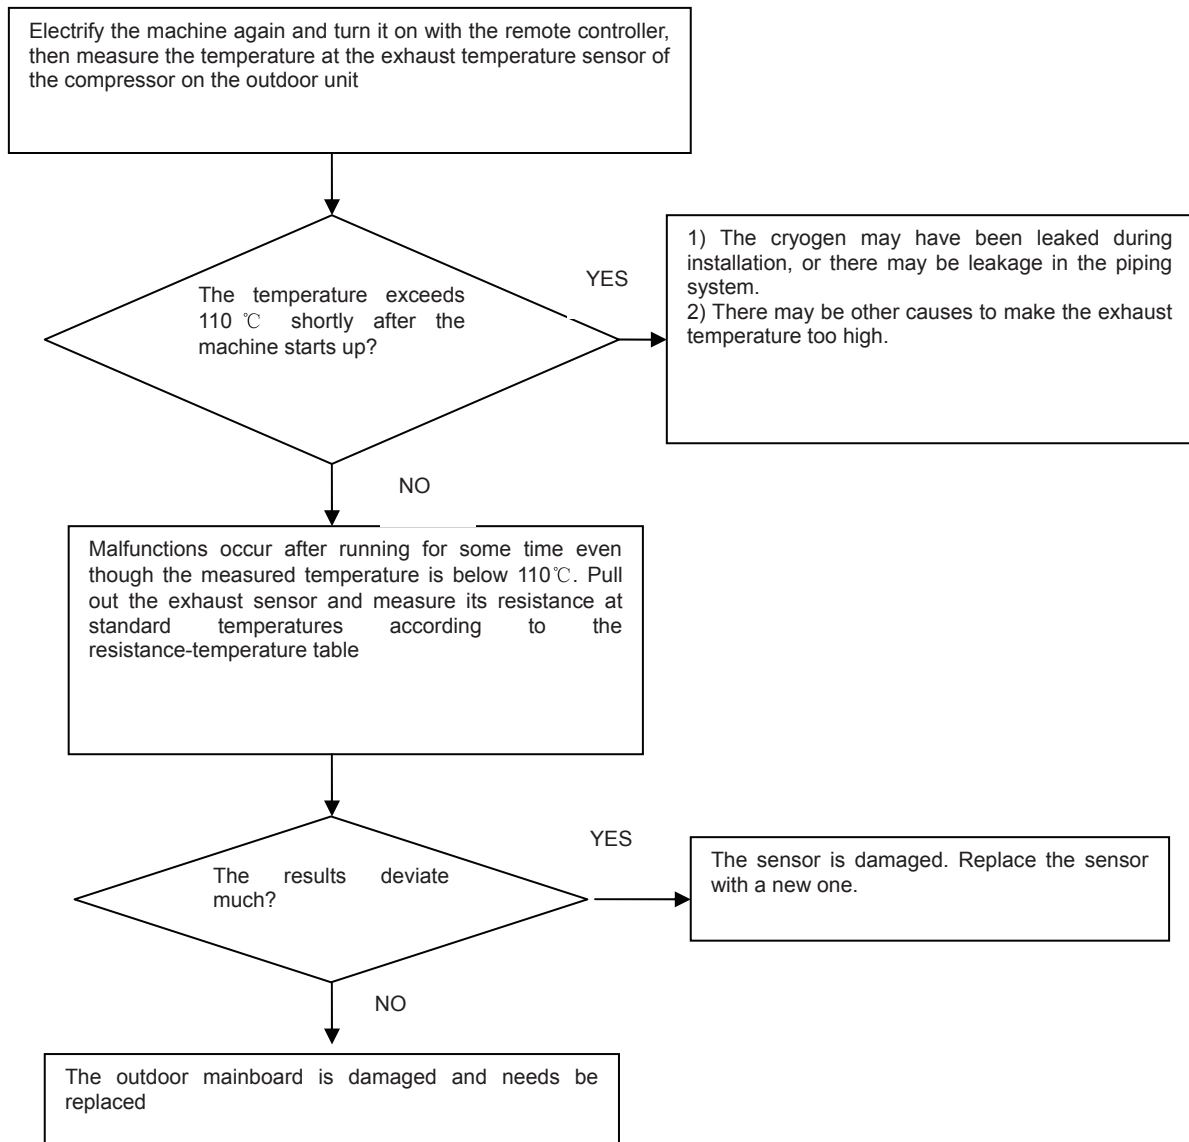 Electrify the machine again and turn it on with the remote controller,
then measure the temperature at the exhaust temperature sensor of
the compressor on the outdoor unit
The temperature exceeds
110 ℃ shortly after the
machine starts up?
YES
1) The cryogen may have been leaked during
installation, or there may be leakage in the piping
system.
2) There may be other causes to make the exhaust
temperature too high.
NO
Malfunctions occur after running for some time even
though the measured temperature is below 110℃. Pull
out the exhaust sensor and measure its resistance at
standard temperatures according to the
resistance-temperature table
The results deviate
much?
YES
The sensor is damaged. Replace the sensor
with a new one.
NO
The outdoor mainboard is damaged and needs be
replaced